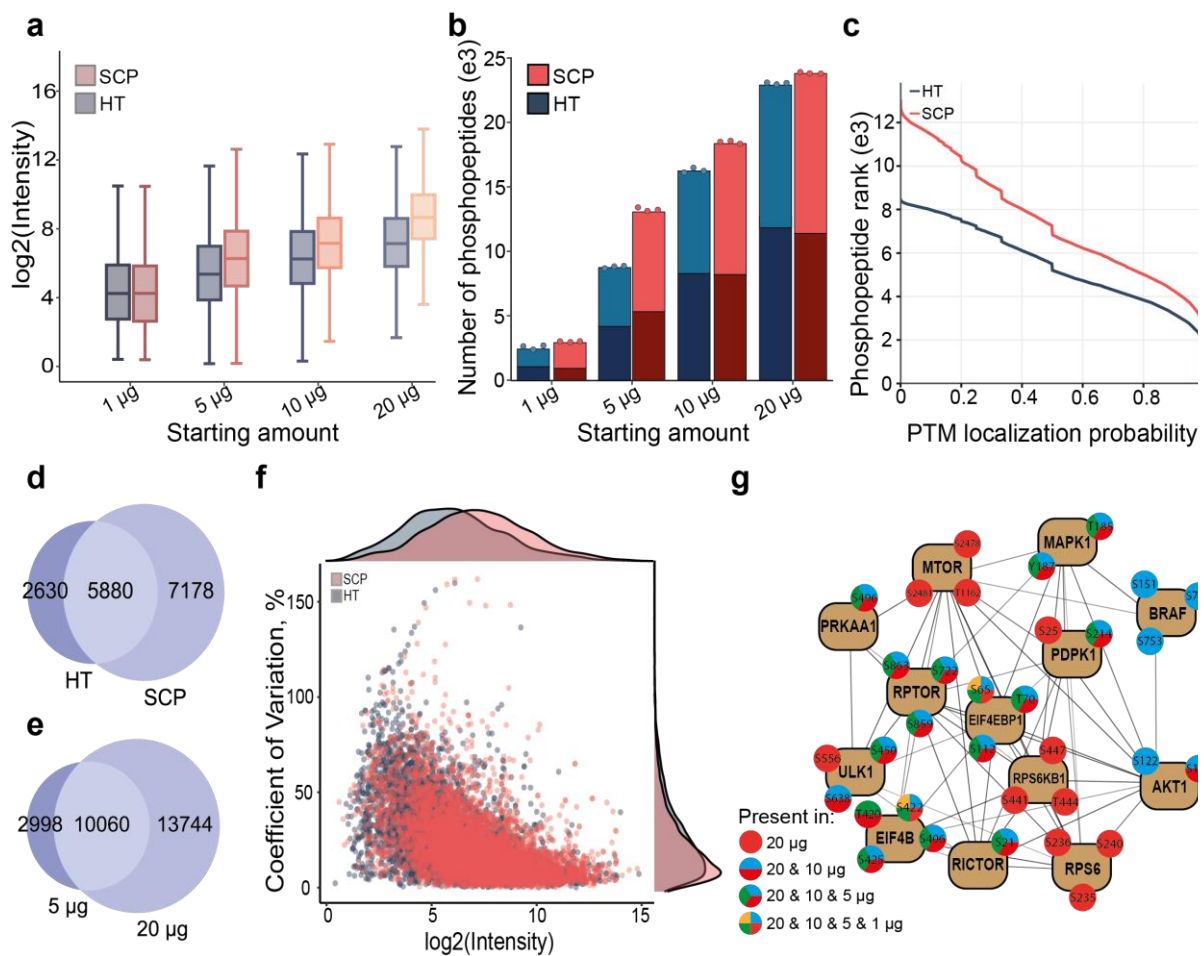 a
SCP
HT
16
12
8
4
0
log2(Intensity)
1 µg
5 µg
10 µg
20 µg
Starting amount
b
SCP
HT
25
20
15
10
5
0
Number of phosphopeptides (e3)
1 µg
5 µg
10 µg
20 µg
Starting amount
c
HT
SCP
12
10
8
6
4
2
0
Phosphopeptide rank (e3)
0 0.2 0.4 0.6 0.8
PTM localization probability
d
2630 5880 7178
HT
SCP
e
2998 10060 13744
5 µg
20 µg
f
SCP
HT
150
100
50
0
Coefficient of Variation, %
0 5 10 15
log2(Intensity)
g
S2478
MTOR
S2481
T1162
T185
MAPK1
Y187
S151
BRAF
S753
S496
PRKAA1
S25
S214
PDPK1
S863
S722
RPTOR
S859
S65
T70
EIF4EBP1
S112
S556
S450
ULK1
S638
S447
RPS6KB1
S441
T444
S122
AKT1
T420
S422
EIF4B
S406
S425
S21
RICTOR
S236
S240
RPS6
S235
Present in:
20 µg
20 & 10 µg
20 & 10 & 5 µg
20 & 10 & 5 & 1 µg